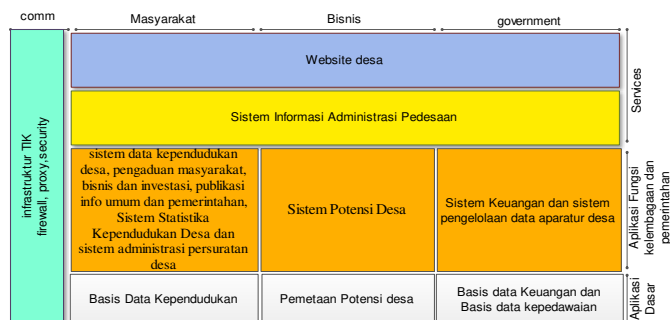 comm
Masyarakat
Bisnis
government
Website desa
Sistem Informasi Administrasi Pedesaan
Services
infrastruktur TIK
firewall, proxy,security
sistem data kependudukan
desa, pengaduan masyarakat,
bisnis dan investasi, publikasi
info umum dan pemerintahan,
Sistem Statistika
Kependudukan Desa dan
sistem administrasi persuratan
desa
Sistem Potensi Desa
Sistem Keuangan dan sistem
pengelolaan data aparatur desa
Aplikasi Fungsi
kelembagaan dan
pemerintahan
Basis Data Kependudukan
Pemetaan Potensi desa
Basis data Keuangan dan
Basis data kepedawaian
Aplikasi
Dasar